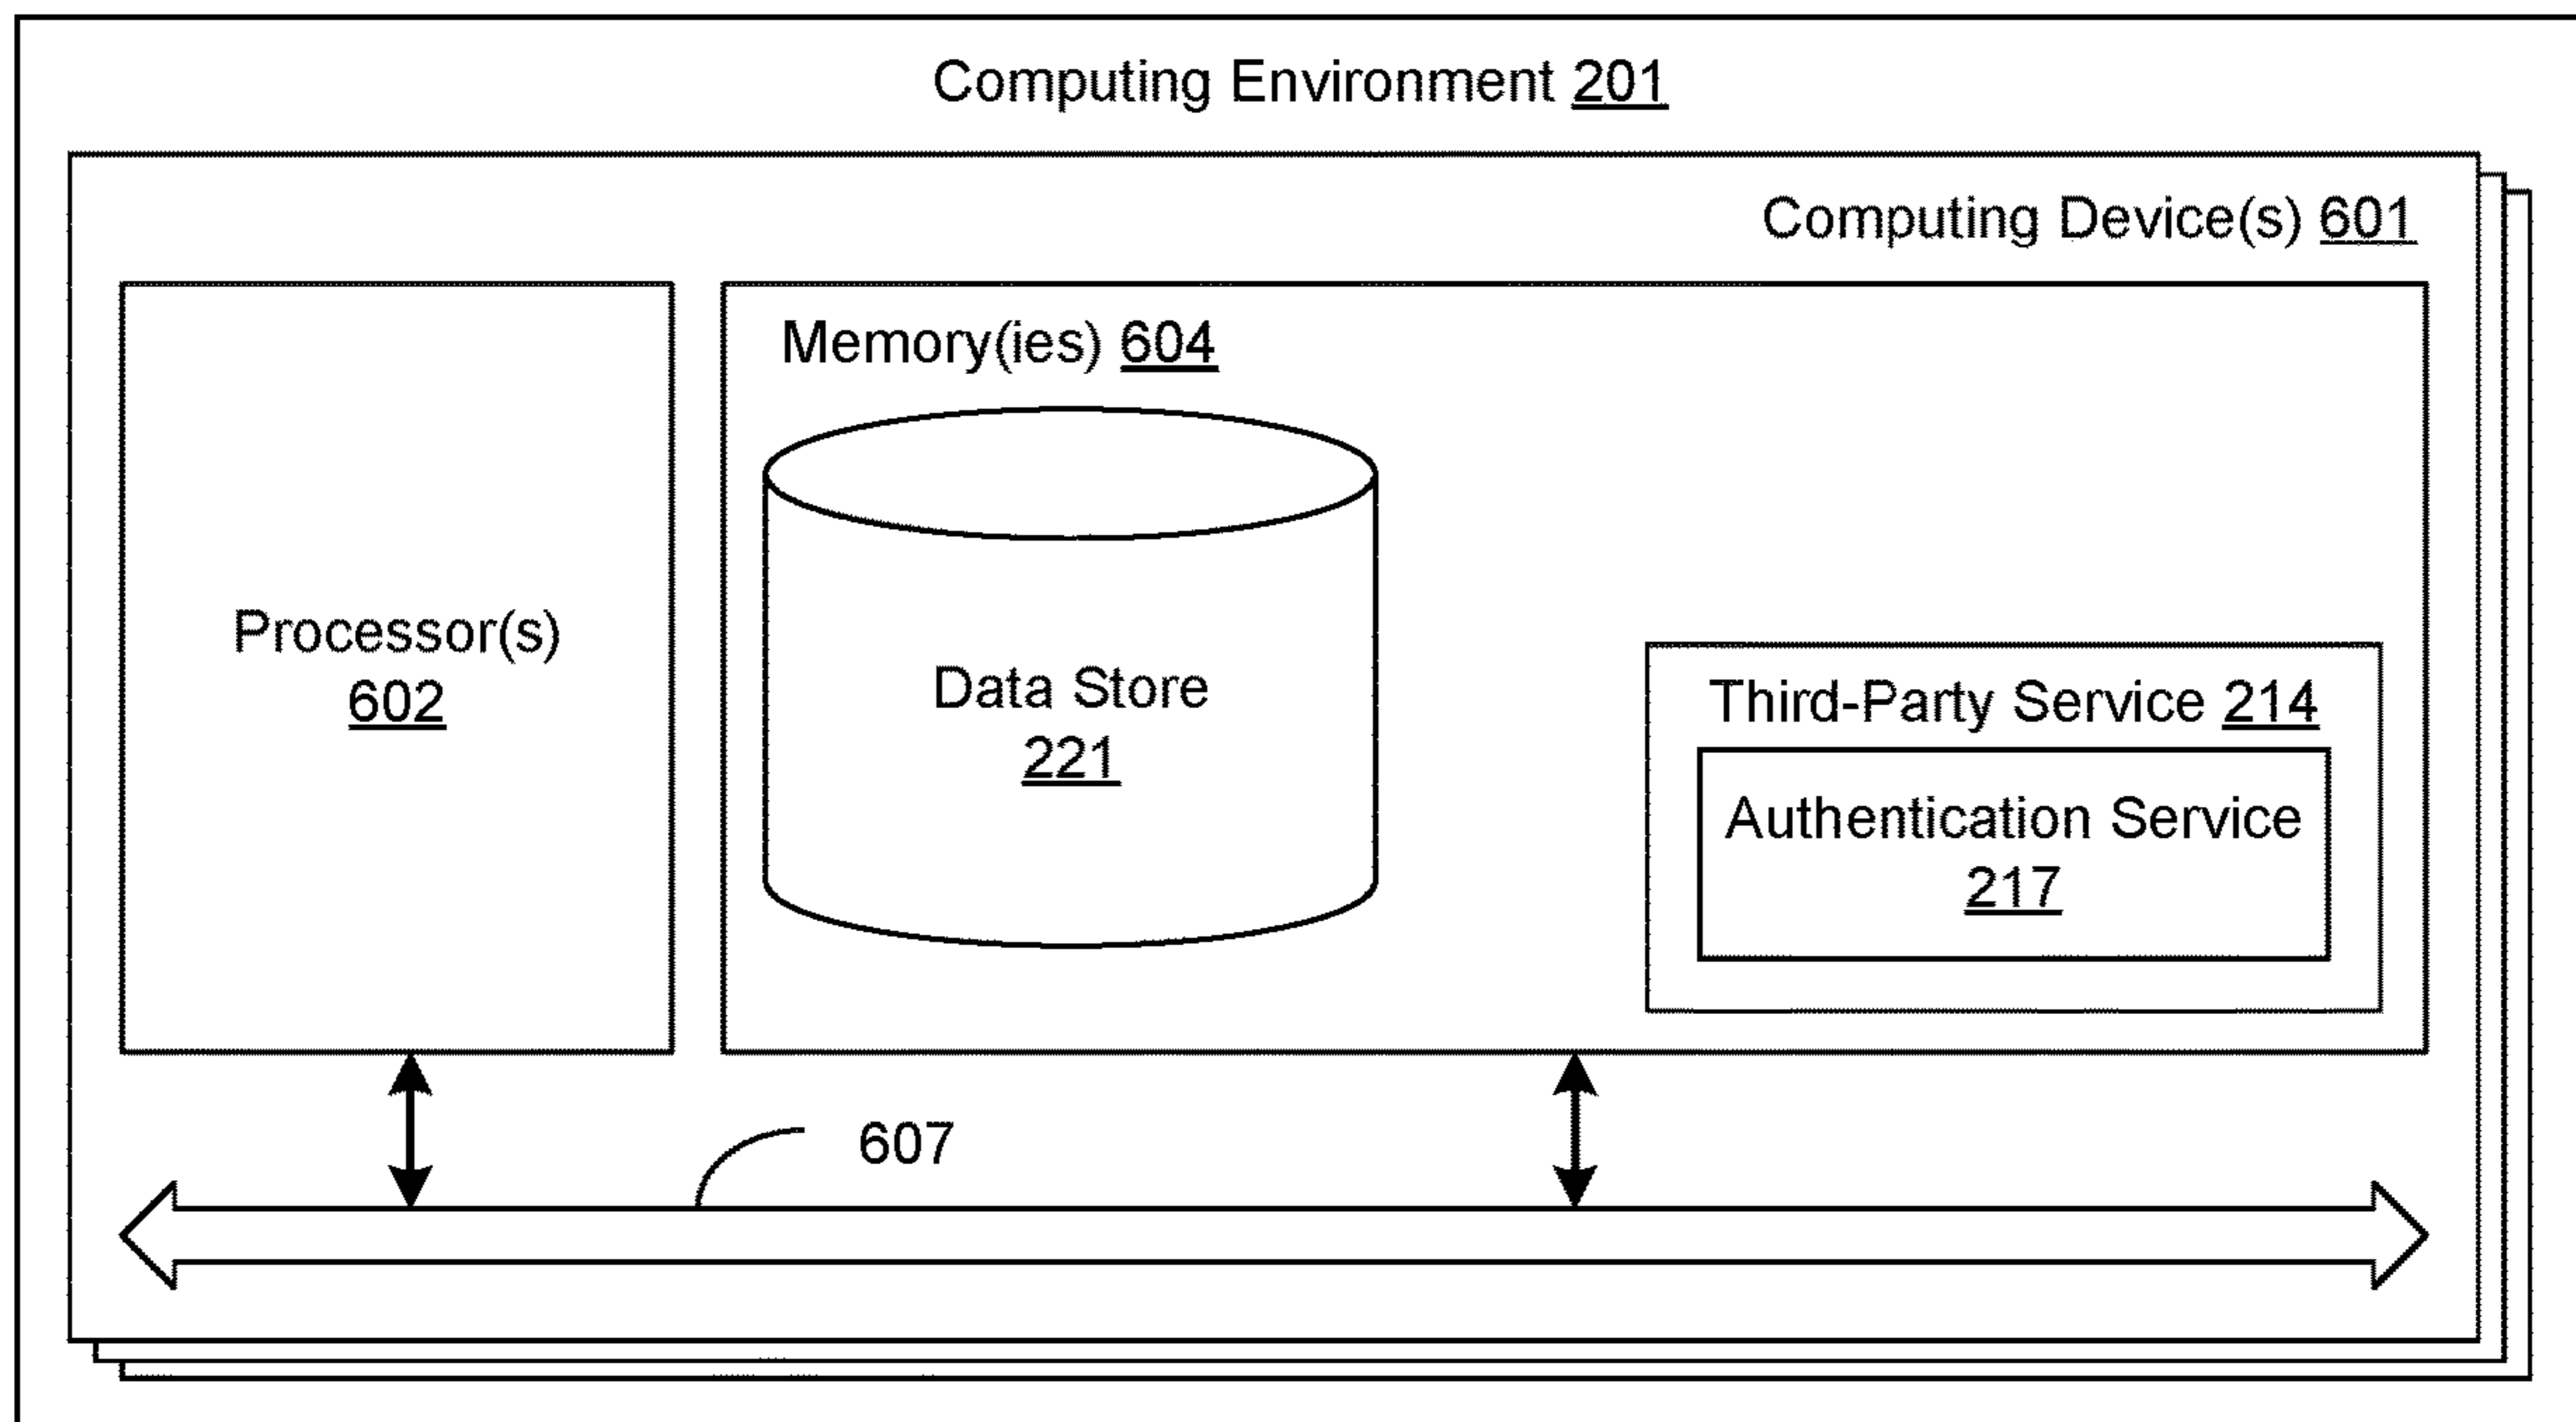 Computing Environment 201
Computing Device(s) 601
Memory(ies) 604
Processor(s)
602
Data Store
221
Third-Party Service 214
Authentication Service
217
607